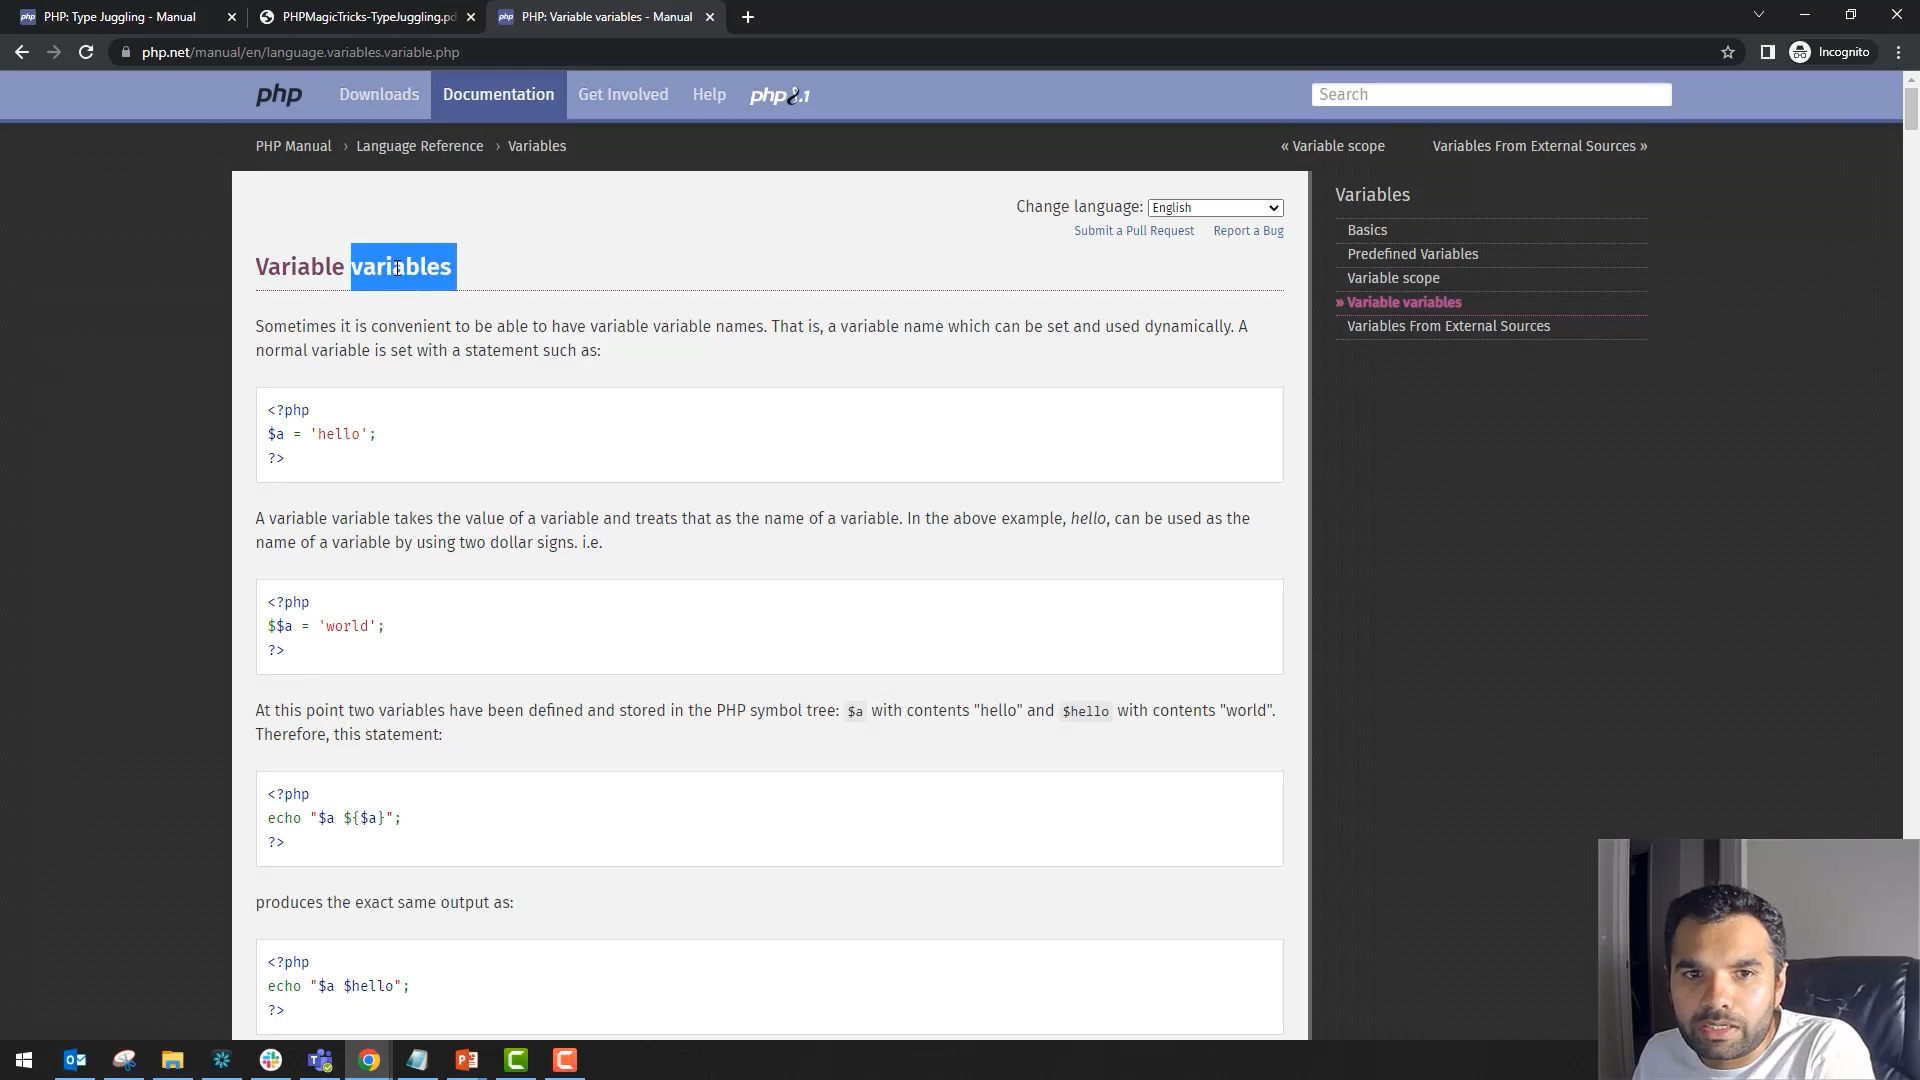 PHP: Type Juggling - Manual
PHPMagicTricks-TypeJuggling.pd
PHP: Variable variables - Manual
php.net/manual/en/language.variables.variable.php
Incognito
php
Downloads
Documentation
Get Involved
Help
php8.1
Search
PHP Manual › Language Reference › Variables
« Variable scope
Variables From External Sources »
Change language: English
Submit a Pull Request Report a Bug
Variable variables
Sometimes it is convenient to be able to have variable variable names. That is, a variable name which can be set and used dynamically. A
normal variable is set with a statement such as:
<?php
$a = 'hello';
?>
A variable variable takes the value of a variable and treats that as the name of a variable. In the above example, hello, can be used as the
name of a variable by using two dollar signs. i.e.
<?php
$$a = 'world';
?>
At this point two variables have been defined and stored in the PHP symbol tree: $a with contents "hello" and $hello with contents "world".
Therefore, this statement:
<?php
echo "$a ${$a}";
?>
produces the exact same output as:
<?php
echo "$a $hello";
?>
Variables
Basics
Predefined Variables
Variable scope
» Variable variables
Variables From External Sources